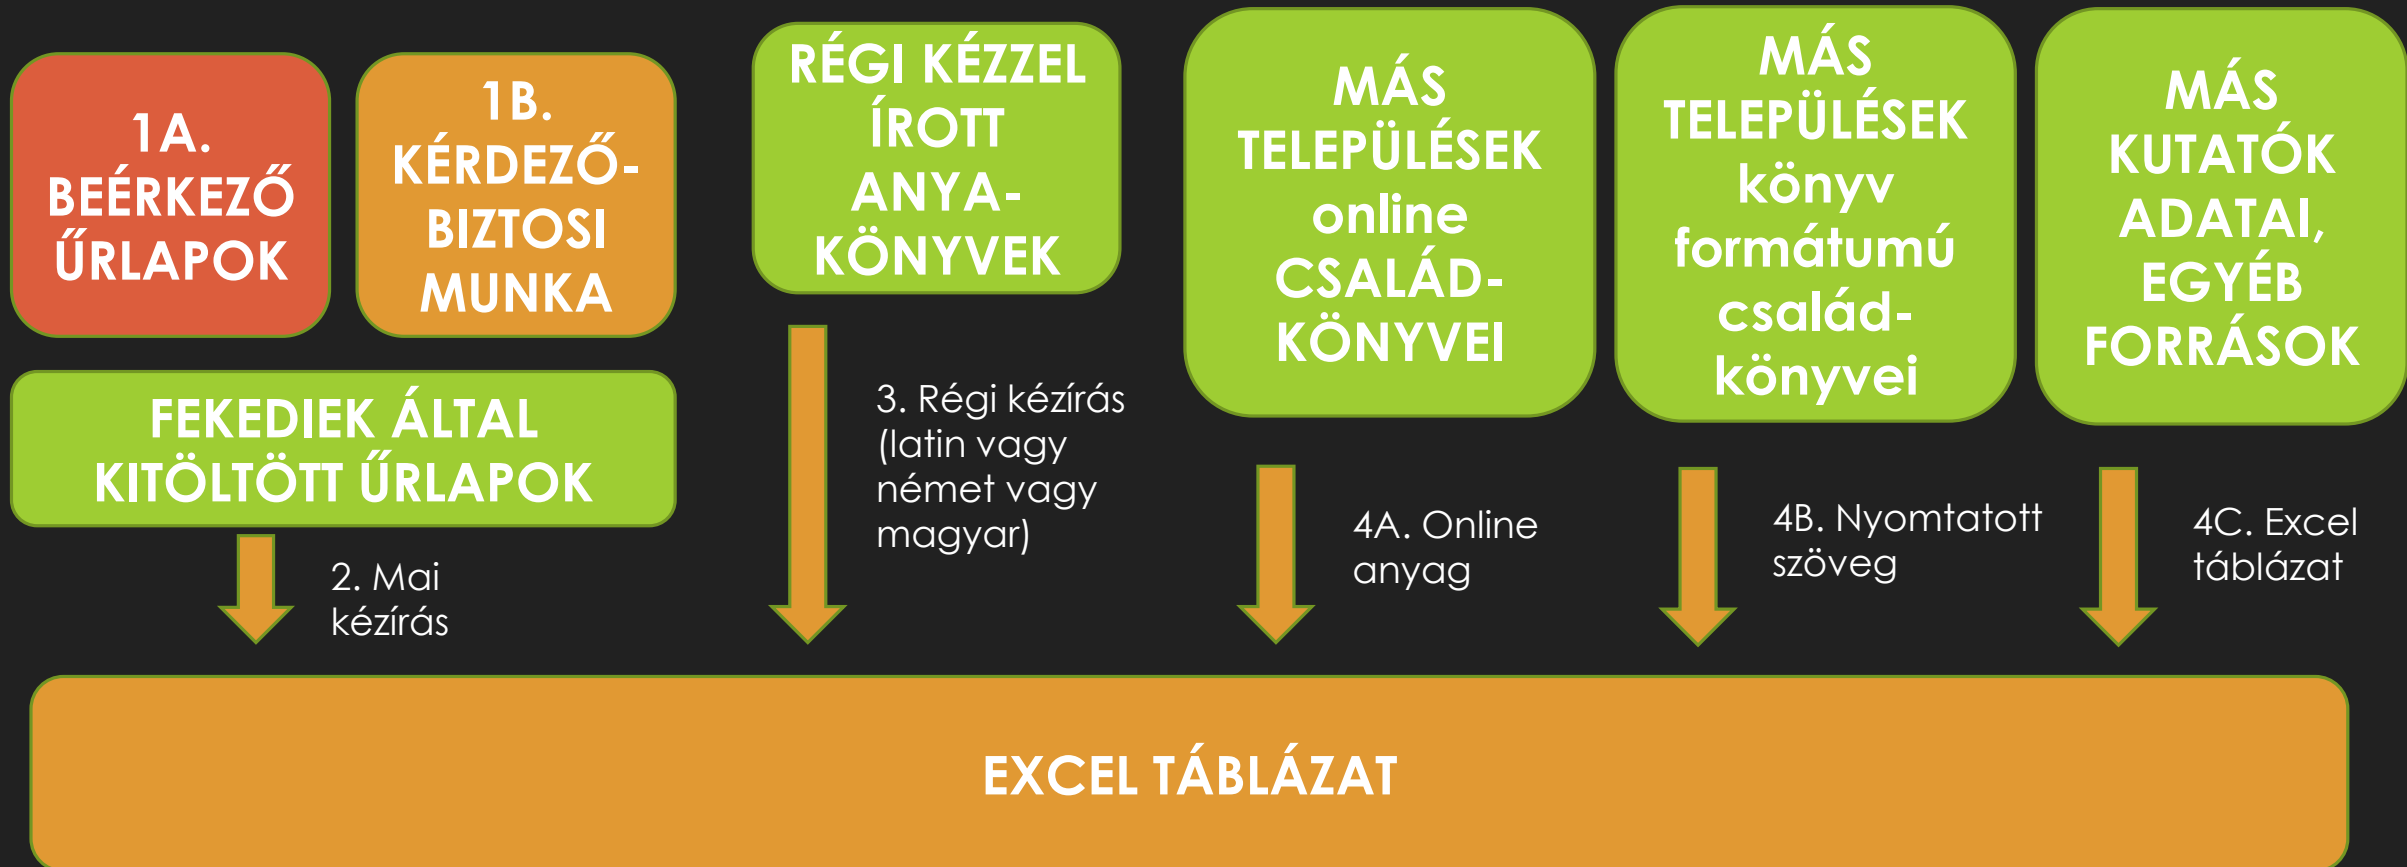 1A.
BEÉRKEZŐ
ŰRLAPOK
1B.
KÉRDEZŐ-
BIZTOSI
MUNKA
FEKEDIEK ÁLTAL
KITÖLTÖTT ŰRLAPOK
2. Mai
kézírás
RÉGI KÉZZEL
ÍROTT
ANYA-
KÖNYVEK
3. Régi kézírás
(latin vagy
német vagy
magyar)
MÁS
TELEPÜLÉSEK
online
CSALÁD-
KÖNYVEI
4A. Online
anyag
MÁS
TELEPÜLÉSEK
könyv
formátumú
család-
könyvei
4B. Nyomtatott
szöveg
MÁS
KUTATÓK
ADATAI,
EGYÉB
FORRÁSOK
4C. Excel
táblázat
EXCEL TÁBLÁZAT